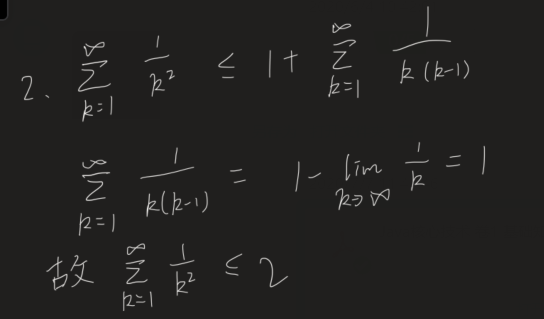 2. ∑_{k=1}^{∞} 1/k² ≤ 1 + ∑_{k=1}^{∞} 1/(k(k-1))
∑_{k=1}^{∞} 1/(k(k-1)) = 1 - lim_{k→∞} 1/k = 1
故 ∑_{k=1}^{∞} 1/k² ≤ 2